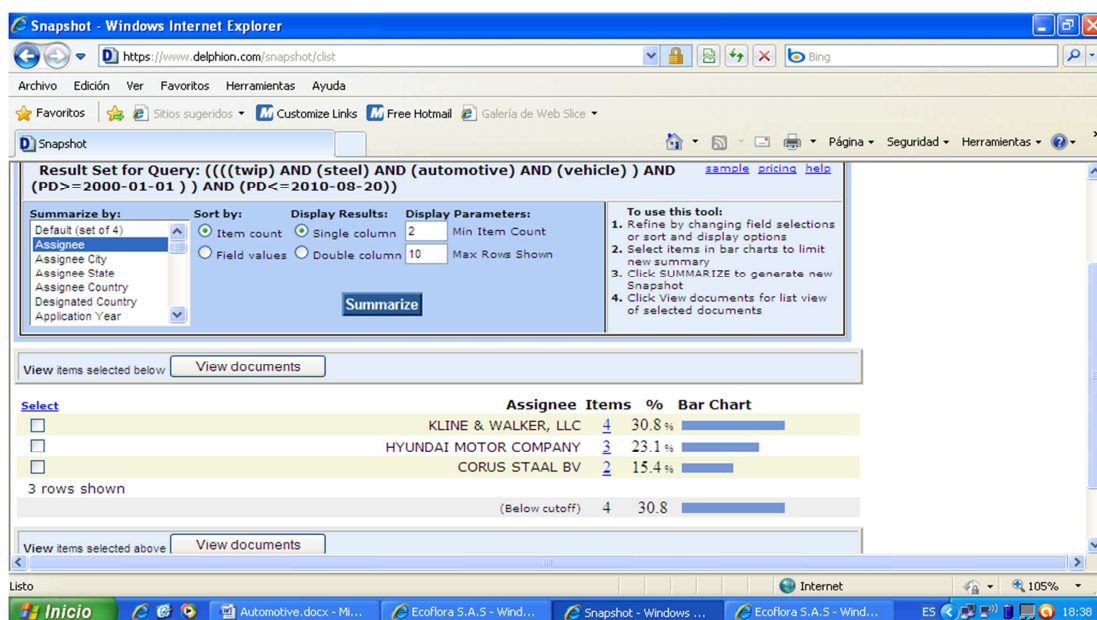 Snapshot - Windows Internet Explorer
https://www.delphion.com/snapshot/clist
Bing
Archivo Edición Ver Favoritos Herramientas Ayuda
Favoritos Sitios sugeridos Customize Links Free Hotmail Galería de Web Slice
Snapshot Página Seguridad Herramientas
Result Set for Query: ((((twip) AND (steel) AND (automotive) AND (vehicle) ) AND
(PD>=2000-01-01 ) ) AND (PD<=2010-08-20))
sample pricing help
Summarize by:
Default (set of 4)
Assignee
Assignee City
Assignee State
Assignee Country
Designated Country
Application Year
Sort by: Display Results: Display Parameters:
Item count Single column 2 Min Item Count
Field values Double column 10 Max Rows Shown
Summarize
To use this tool:
1. Refine by changing field selections
or sort and display options
2. Select items in bar charts to limit
new summary
3. Click SUMMARIZE to generate new
Snapshot
4. Click View documents for list view
of selected documents
View items selected below View documents
Select Assignee Items % Bar Chart
KLINE & WALKER, LLC 4 30.8 %
HYUNDAI MOTOR COMPANY 3 23.1 %
CORUS STAAL BV 2 15.4 %
3 rows shown
(Below cutoff) 4 30.8
View items selected above View documents
Listo Internet 105%
Inicio Automotive.docx - Mi... Ecoflora S.A.S - Wind... Snapshot - Windows ... Ecoflora S.A.S - Wind... ES 18:38